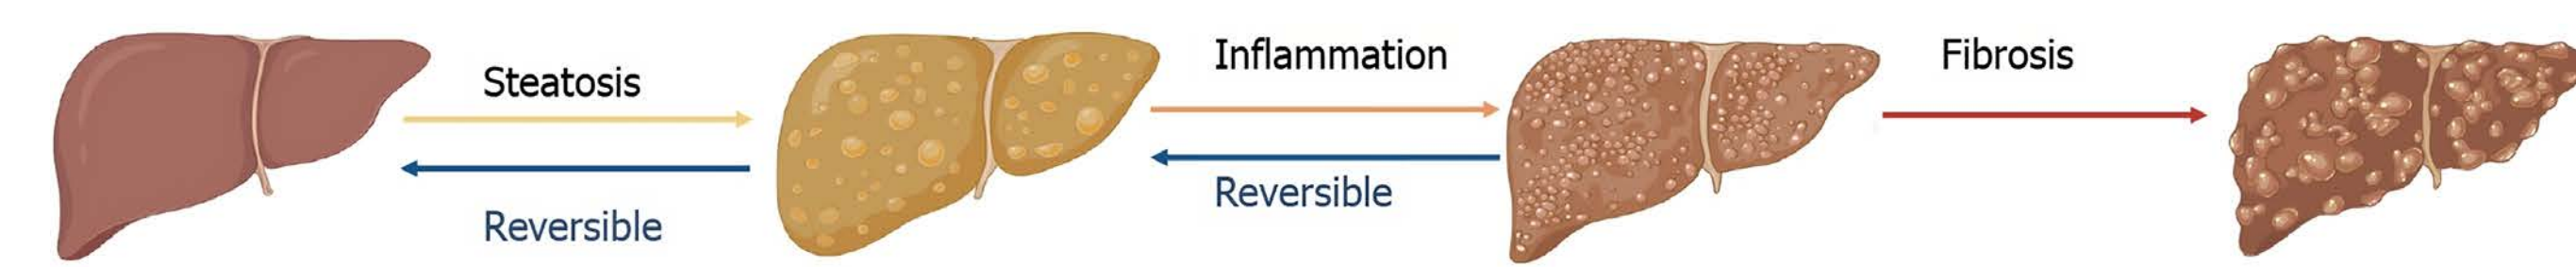 Steatosis
Reversible
Inflammation
Reversible
Fibrosis